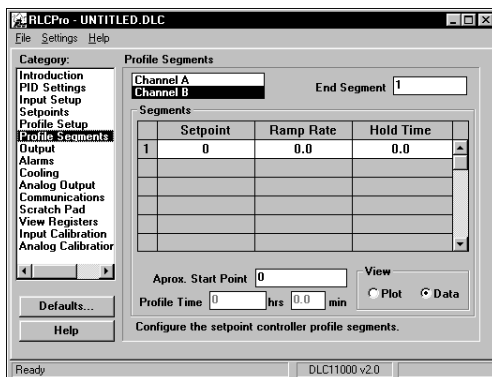 RLCPro - UNTITLED.DLC
File Settings Help
Category:
Introduction
PID Settings
Input Setup
Setpoints
Profile Setup
Profile Segments
Output
Alarms
Cooling
Analog Output
Communications
Scratch Pad
View Registers
Input Calibration
Analog Calibration
Defaults...
Help
Profile Segments
Channel A
Channel B
End Segment 1
Segments
Setpoint Ramp Rate Hold Time
1 0 0.0 0.0
Aprox. Start Point 0
Profile Time 0 hrs 0.0 min
View
Plot Data
Configure the setpoint controller profile segments.
Ready DLC11000 v2.0